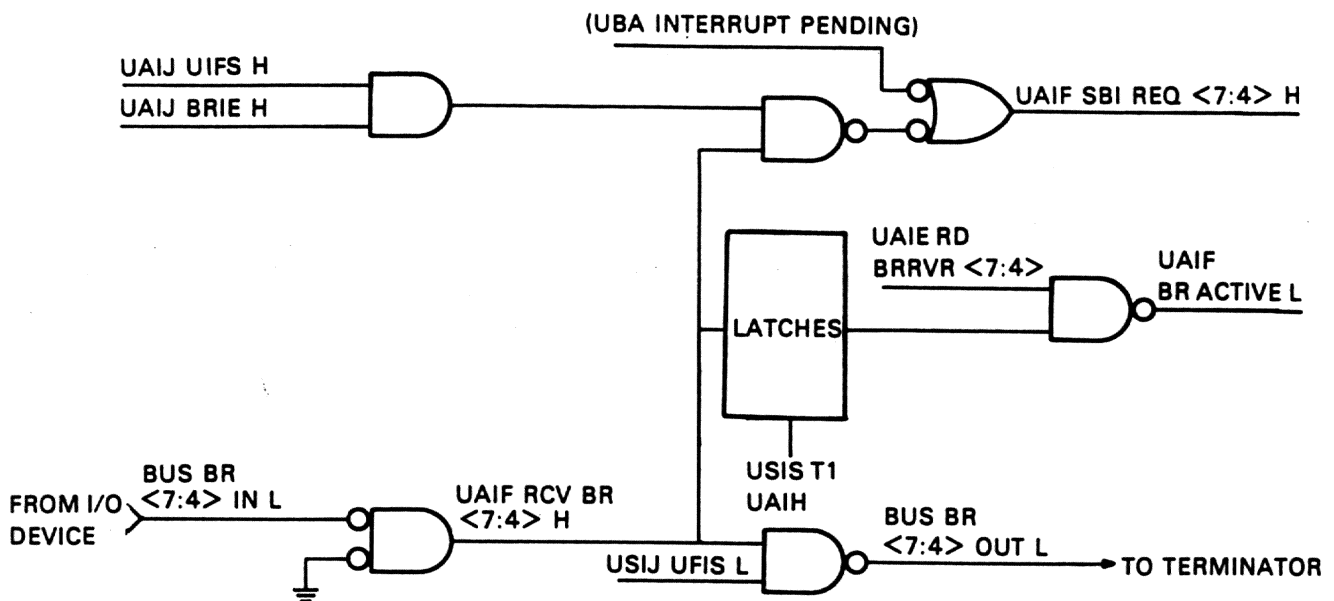 (UBA INTERRUPT PENDING)
UAIJ UIFS H
UAIJ BRIE H
UAIF SBI REQ <7:4> H
UAIE RD
BRRVR <7:4>
UAIF
BR ACTIVE L
LATCHES
USIS T1
UAIH
BUS BR
<7:4> IN L
FROM I/O
DEVICE
UAIF RCV BR
<7:4> H
USIJ UFIS L
BUS BR
<7:4> OUT L
TO TERMINATOR